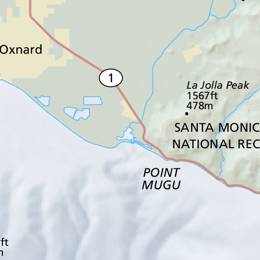 Oxnard
1
La Jolla Peak
1567ft
478m
SANTA MONIC
NATIONAL REC
POINT
MUGU
ft